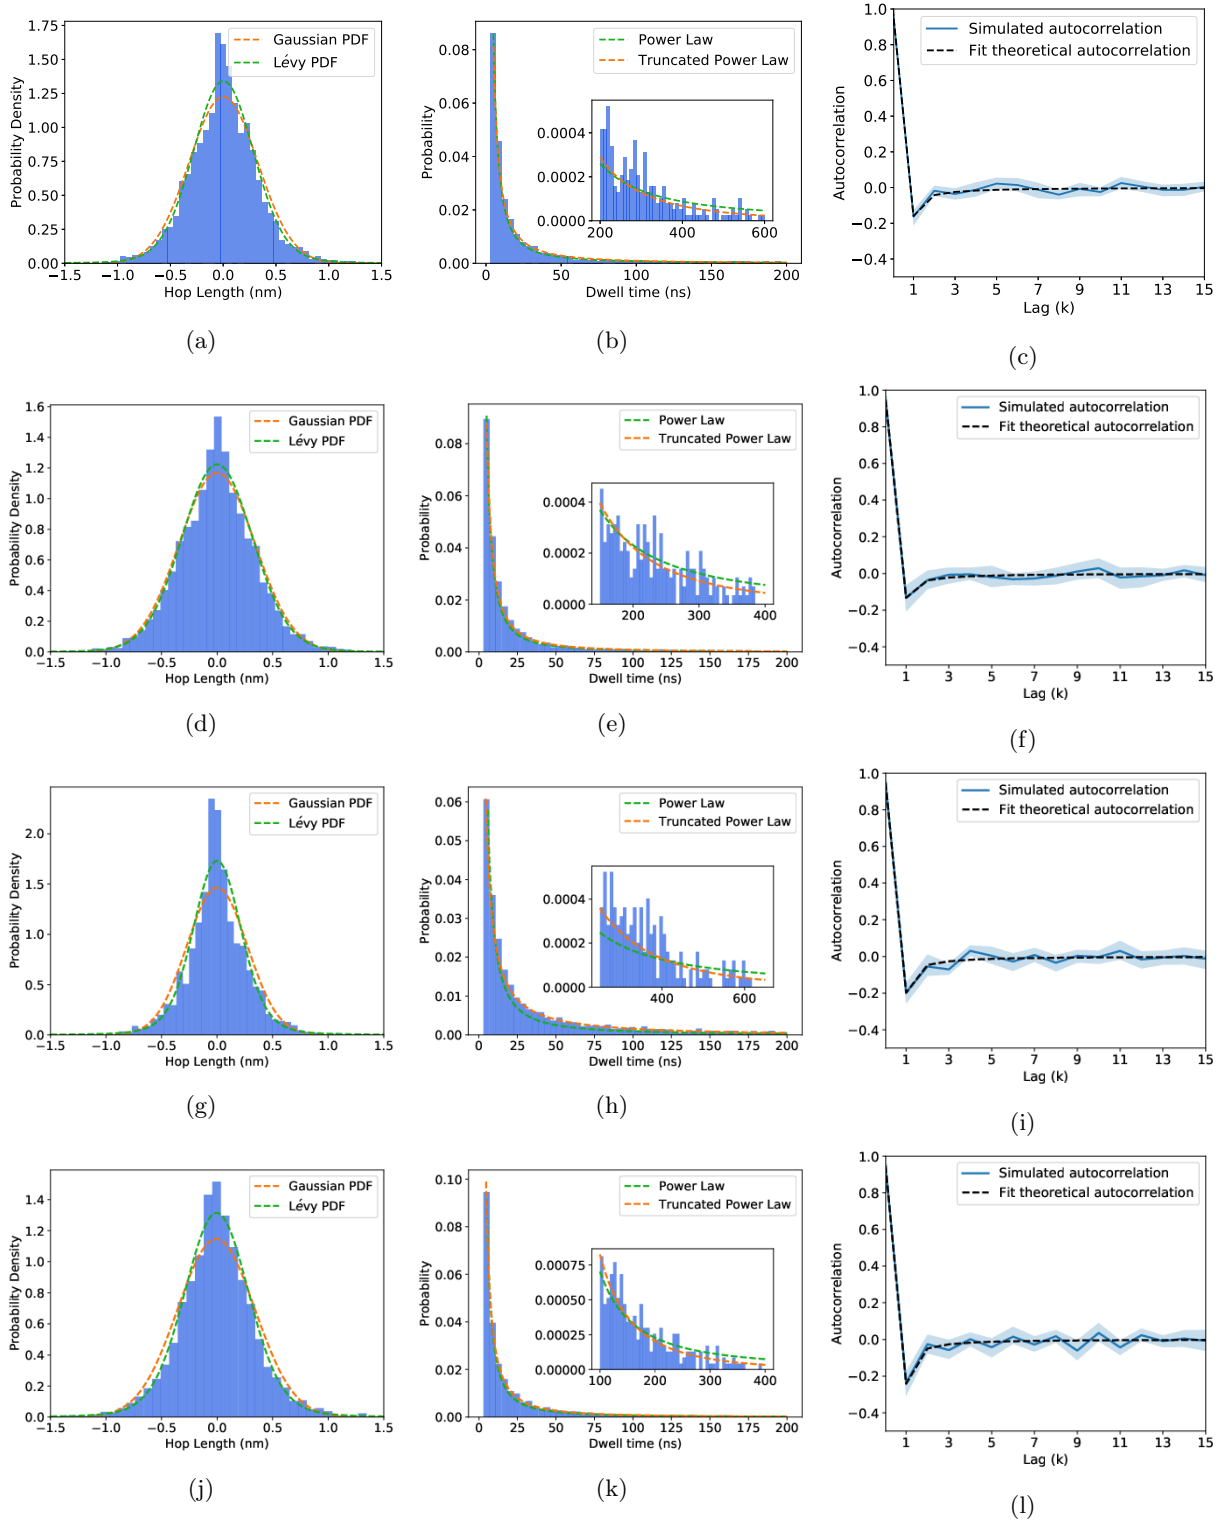 Gaussian PDF
Lévy PDF
Probability Density
1.75
1.50
1.25
1.00
0.75
0.50
0.25
0.00
−1.5 −1.0 −0.5 0.0 0.5 1.0 1.5
Hop Length (nm)
(a)
Power Law
Truncated Power Law
Probability
0.08
0.06
0.04
0.02
0.00
0.0004
0.0002
0.0000
200 400 600
0 50 100 150 200
Dwell time (ns)
(b)
Simulated autocorrelation
Fit theoretical autocorrelation
Autocorrelation
1.0
0.8
0.6
0.4
0.2
0.0
−0.2
−0.4
1 3 5 7 9 11 13 15
Lag (k)
(c)
Gaussian PDF
Lévy PDF
Probability Density
1.6
1.4
1.2
1.0
0.8
0.6
0.4
0.2
0.0
−1.5 −1.0 −0.5 0.0 0.5 1.0 1.5
Hop Length (nm)
(d)
Power Law
Truncated Power Law
Probability
0.08
0.06
0.04
0.02
0.00
0.0004
0.0002
0.0000
200 300 400
0 25 50 75 100 125 150 175 200
Dwell time (ns)
(e)
Simulated autocorrelation
Fit theoretical autocorrelation
Autocorrelation
1.0
0.8
0.6
0.4
0.2
0.0
−0.2
−0.4
1 3 5 7 9 11 13 15
Lag (k)
(f)
Gaussian PDF
Lévy PDF
Probability Density
2.0
1.5
1.0
0.5
0.0
−1.5 −1.0 −0.5 0.0 0.5 1.0 1.5
Hop Length (nm)
(g)
Power Law
Truncated Power Law
Probability
0.06
0.05
0.04
0.03
0.02
0.01
0.00
0.0004
0.0002
0.0000
400 600
0 25 50 75 100 125 150 175 200
Dwell time (ns)
(h)
Simulated autocorrelation
Fit theoretical autocorrelation
Autocorrelation
1.0
0.8
0.6
0.4
0.2
0.0
−0.2
−0.4
1 3 5 7 9 11 13 15
Lag (k)
(i)
Gaussian PDF
Lévy PDF
Probability Density
1.4
1.2
1.0
0.8
0.6
0.4
0.2
0.0
−1.5 −1.0 −0.5 0.0 0.5 1.0 1.5
Hop Length (nm)
(j)
Power Law
Truncated Power Law
Probability
0.10
0.08
0.06
0.04
0.02
0.00
0.00075
0.00050
0.00025
0.00000
100 200 300 400
0 25 50 75 100 125 150 175 200
Dwell time (ns)
(k)
Simulated autocorrelation
Fit theoretical autocorrelation
Autocorrelation
1.0
0.8
0.6
0.4
0.2
0.0
−0.2
−0.4
1 3 5 7 9 11 13 15
Lag (k)
(l)